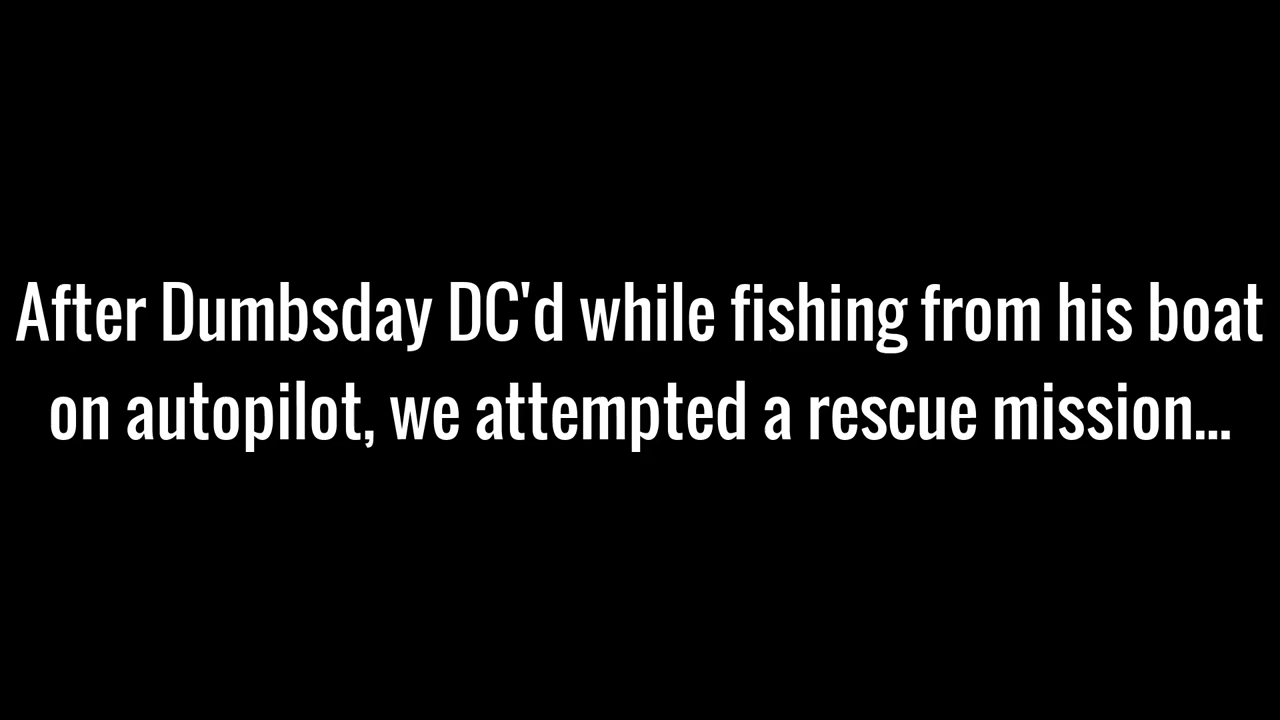 After Dumbsday DC'd while fishing from his boat
on autopilot, we attempted a rescue mission...